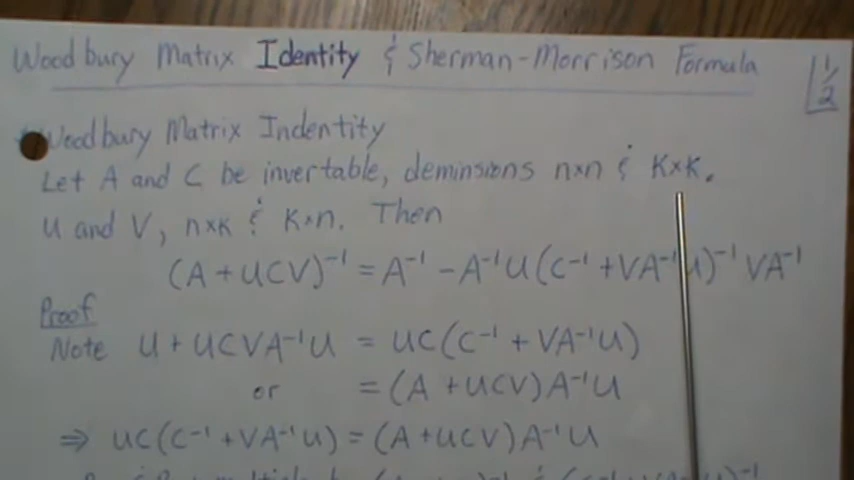 Woodbury Matrix Identity & Sherman-Morrison Formula
1/2
Woodbury Matrix Indentity
Let A and C be invertable, deminsions n×n & K×K.
U and V, n×K & K×n. Then
(A+UCV)⁻¹ = A⁻¹ - A⁻¹U(C⁻¹ + VA⁻¹U)⁻¹ VA⁻¹
Proof
Note U + UCVA⁻¹U = UC(C⁻¹ + VA⁻¹U)
or = (A + UCV)A⁻¹U
⇒ UC(C⁻¹ + VA⁻¹U) = (A + UCV)A⁻¹U